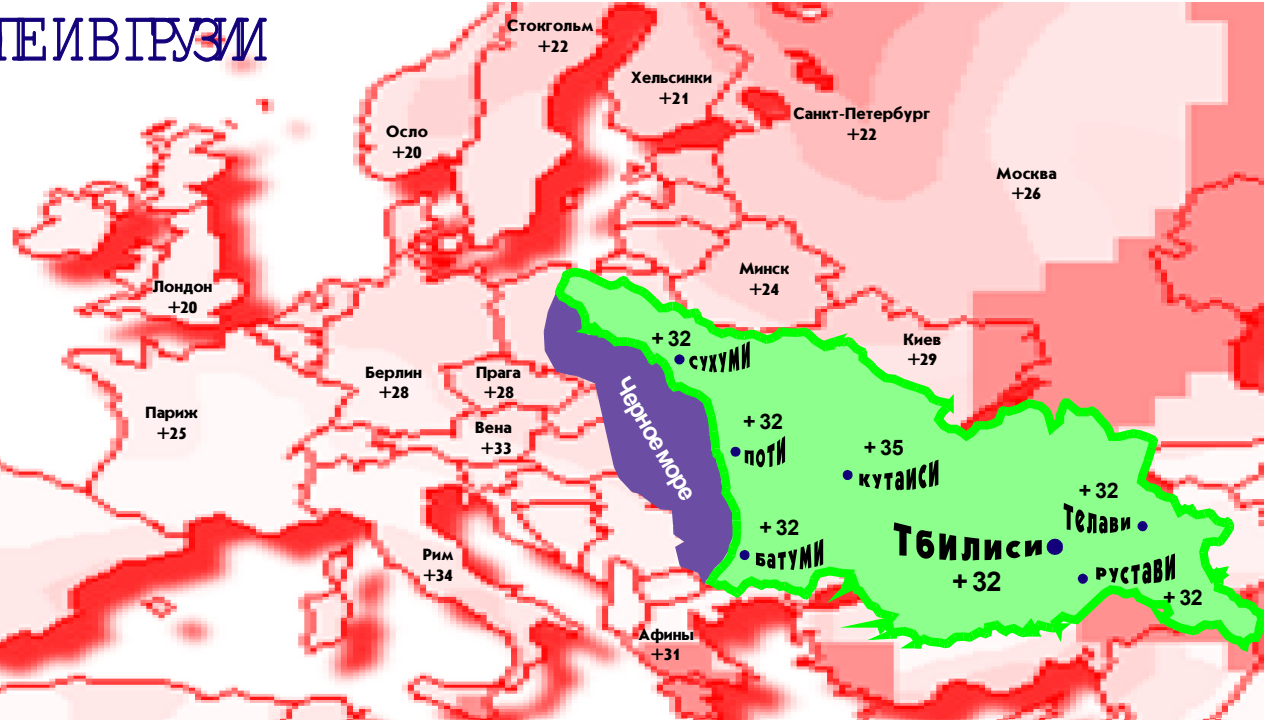 ТЕИ В ГРУЗИИ
Стокгольм
+22
Хельсинки
+21
Санкт-Петербург
+22
Осло
+20
Москва
+26
Минск
+24
Лондон
+20
+32
сухуми
Киев
+29
Берлин
+28
Прага
+28
Париж
+25
Вена
+33
Черное море
+32
поти
+35
кутаиси
+32
Телави
+32
батуми
Тбилиси
+32
Рим
+34
рустави
+32
Афины
+31